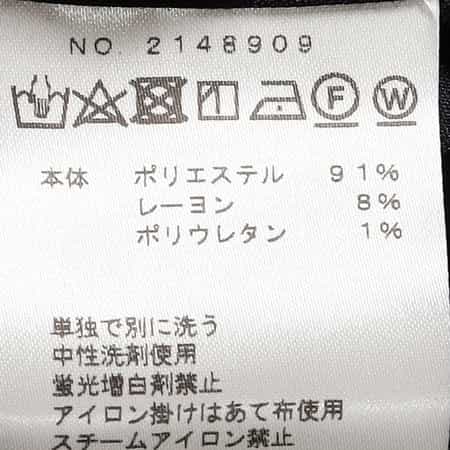 NO. 2148909
F W
本体 ポリエステル 91%
レーヨン 8%
ポリウレタン 1%
単独で別に洗う
中性洗剤使用
蛍光増白剤禁止
アイロン掛けはあて布使用
スチームアイロン禁止